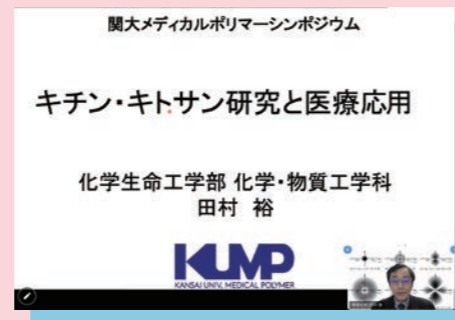 関大メディカルポリマーシンポジウム
キチン・キトサン研究と医療応用
化学生命工学部 化学・物質工学科
田村 裕
KUMP
KANSAI UNIV. MEDICAL POLYMER